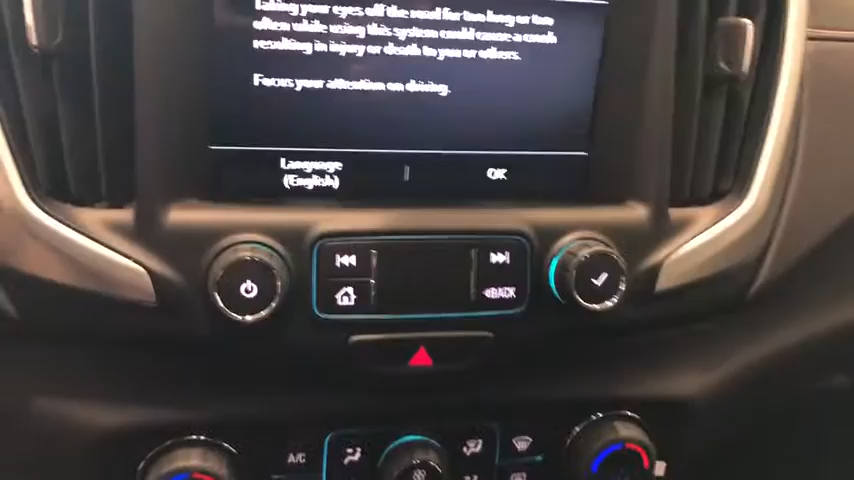 Taking your eyes off the road for too long or too
often while using this system could cause a crash
resulting in injury or death to you or others.
Focus your attention on driving.
Language
(English)
OK
BACK
A/C